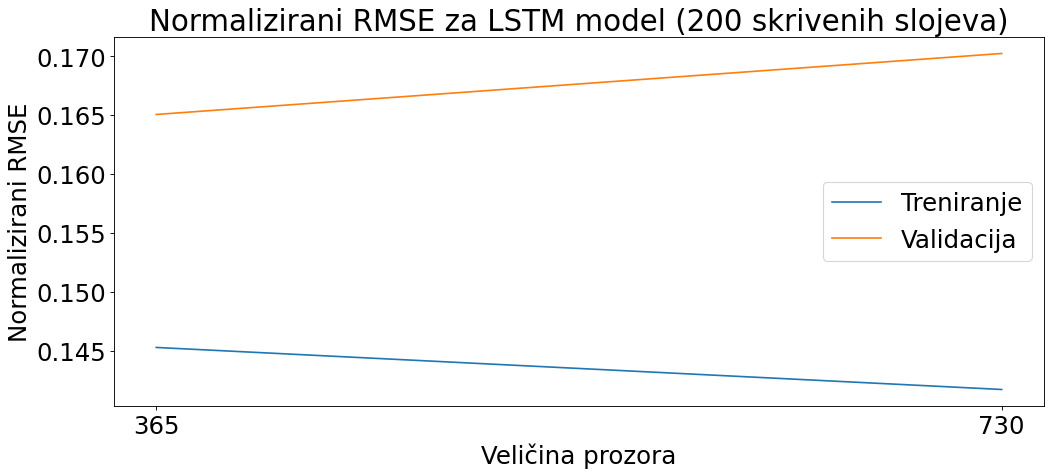 Normalizirani RMSE za LSTM model (200 skrivenih slojeva)
Normalizirani RMSE
0.170
0.165
0.160
0.155
0.150
0.145
Treniranje
Validacija
365
730
Veličina prozora